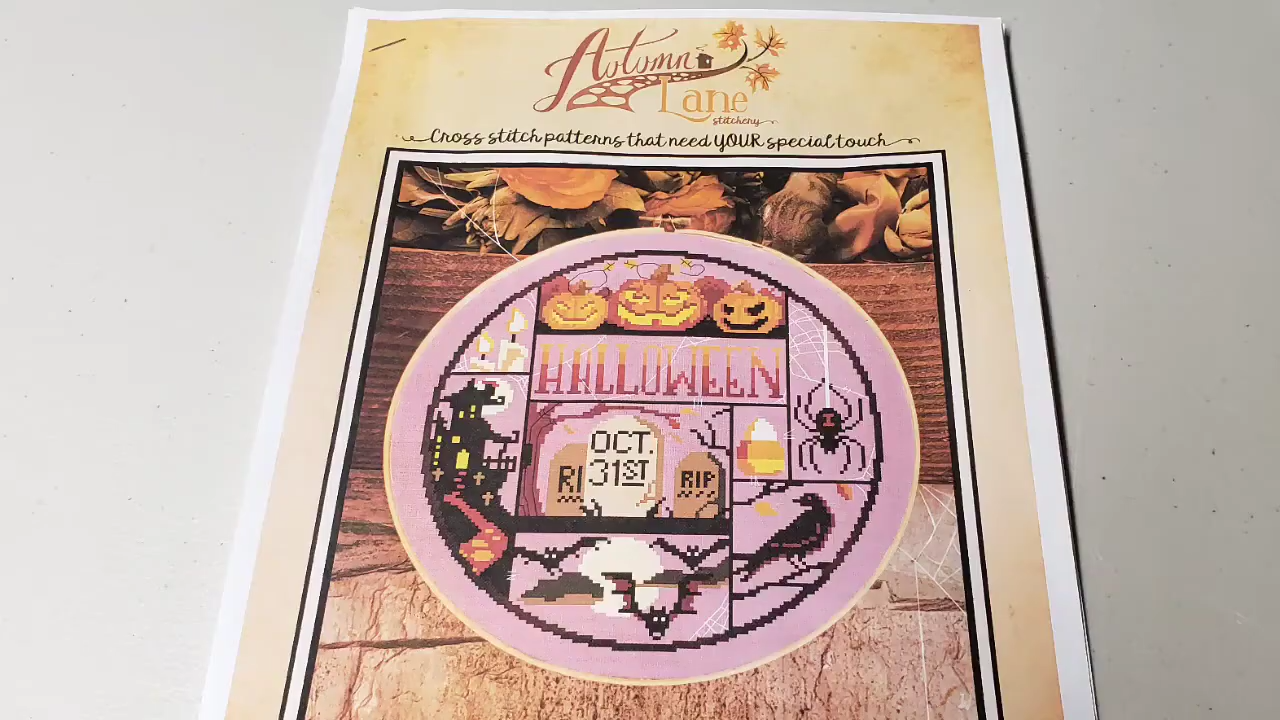 Autumn
Lane
stitchery
Cross stitch patterns that need YOUR special touch
HALLOWEEN
OCT.
31ST
RI
RIP